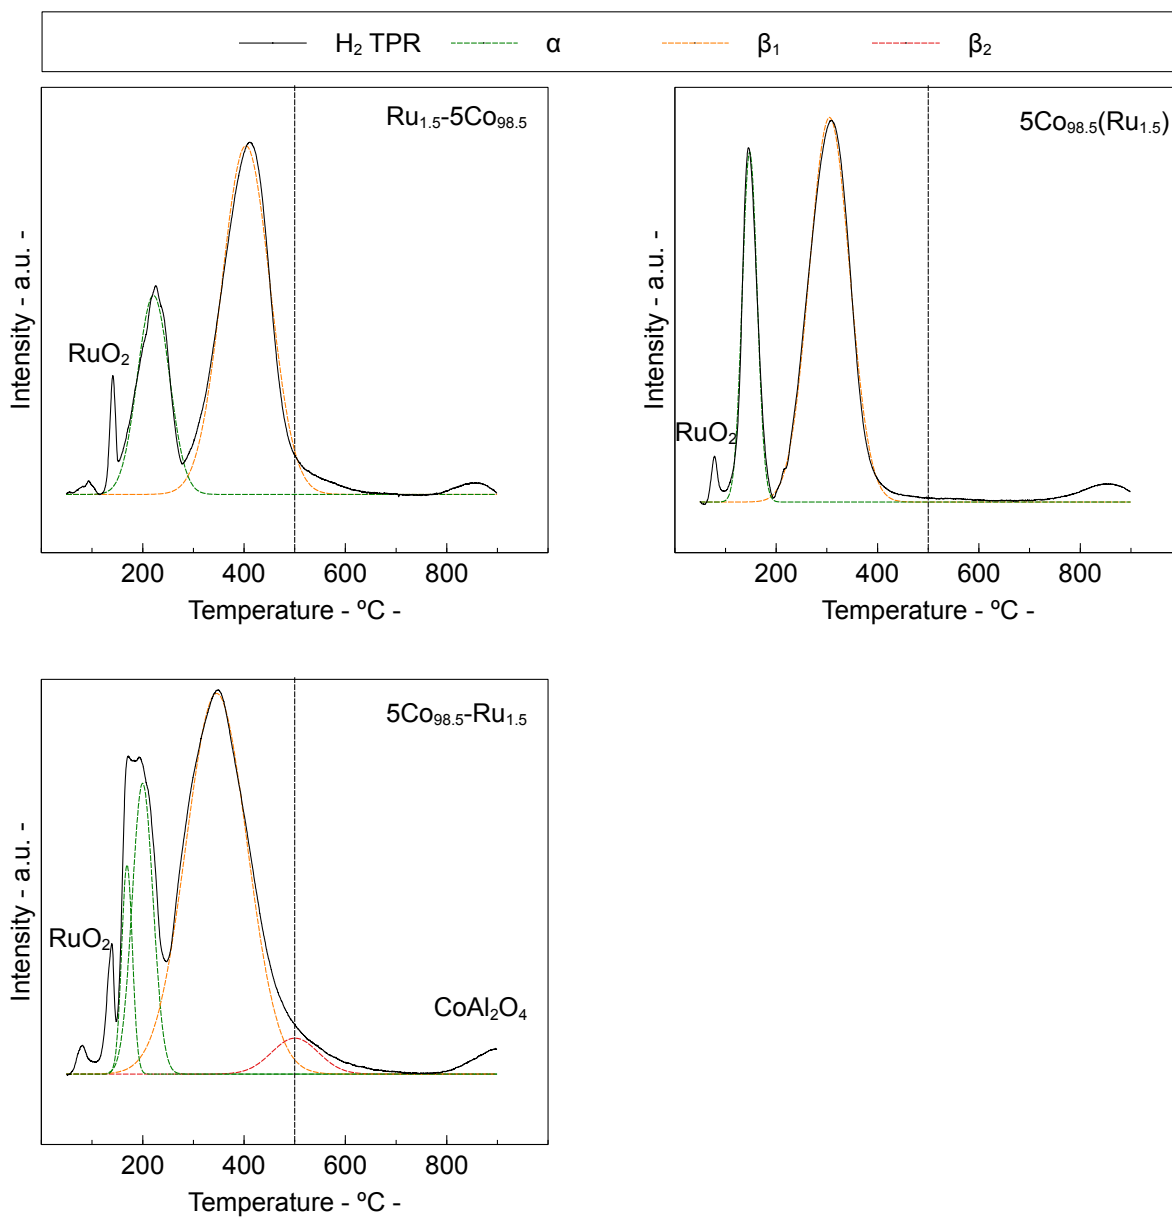 H₂ TPR α β₁ β₂
Ru₁.₅-5Co₉₈.₅
RuO₂
Intensity - a.u. -
200 400 600 800
Temperature - ºC -
5Co₉₈.₅(Ru₁.₅)
RuO₂
Intensity - a.u. -
200 400 600 800
Temperature - ºC -
5Co₉₈.₅-Ru₁.₅
RuO₂
CoAl₂O₄
Intensity - a.u. -
200 400 600 800
Temperature - ºC -